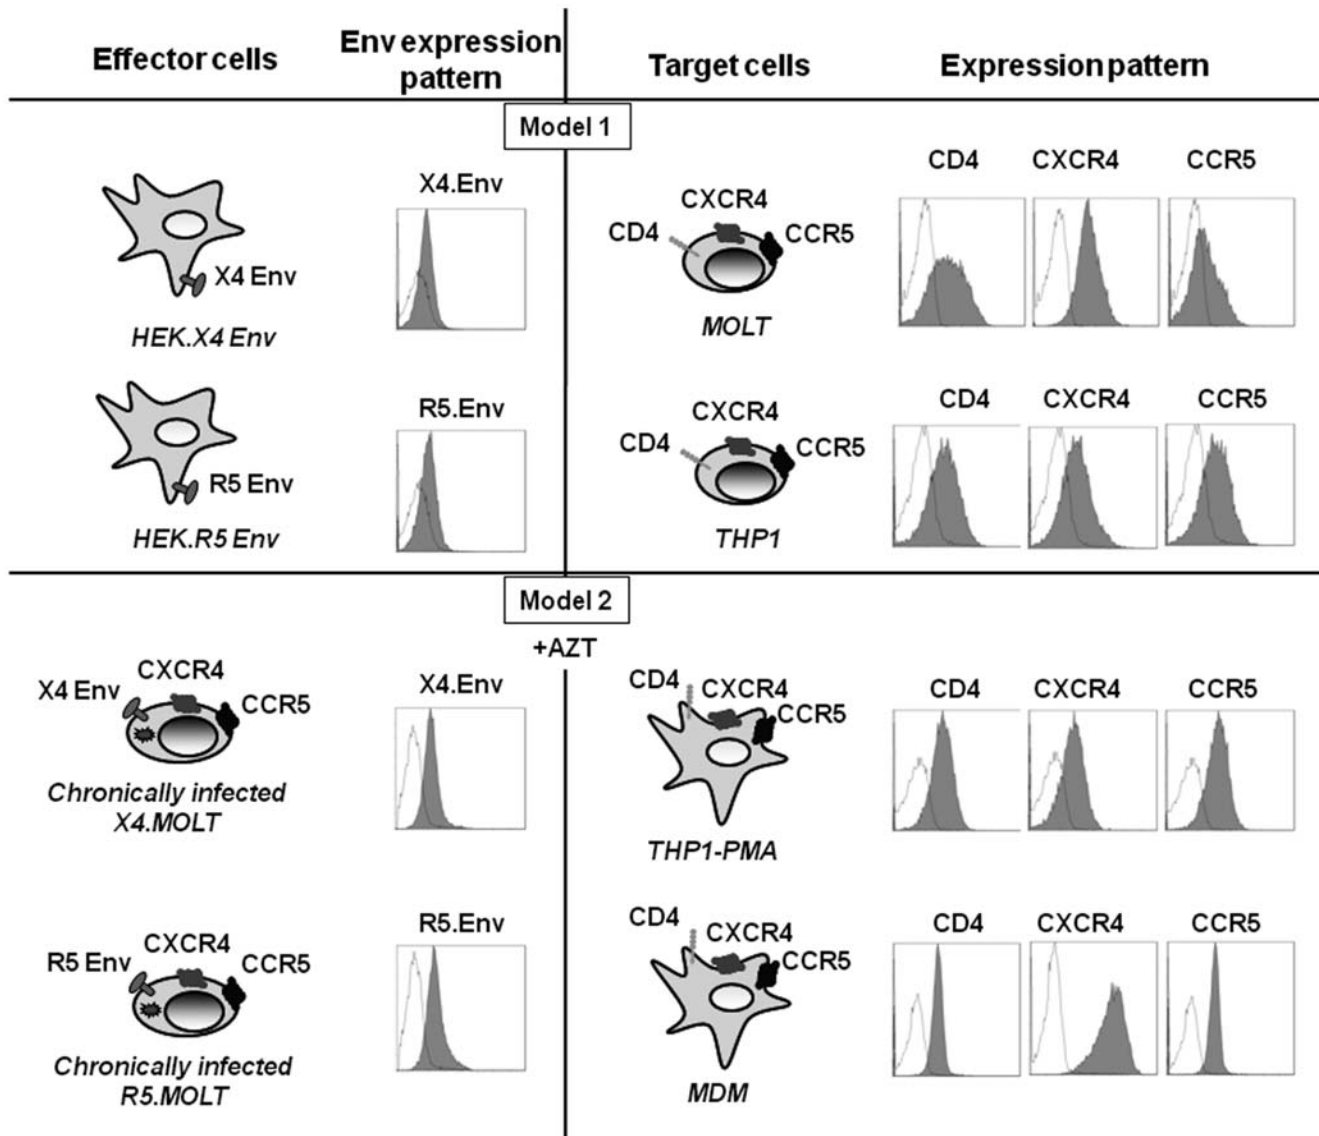 Effector cells
Env expression
pattern
Target cells
Expression pattern
Model 1
X4.Env
X4 Env
HEK.X4 Env
CXCR4
CD4
CCR5
MOLT
CD4
CXCR4
CCR5
R5.Env
R5 Env
HEK.R5 Env
CXCR4
CD4
CCR5
THP1
CD4
CXCR4
CCR5
Model 2
+AZT
CXCR4
X4 Env
CCR5
Chronically infected
X4.MOLT
X4.Env
CD4
CXCR4
CCR5
THP1-PMA
CD4
CXCR4
CCR5
CXCR4
R5 Env
CCR5
Chronically infected
R5.MOLT
R5.Env
CD4
CXCR4
CCR5
MDM
CD4
CXCR4
CCR5